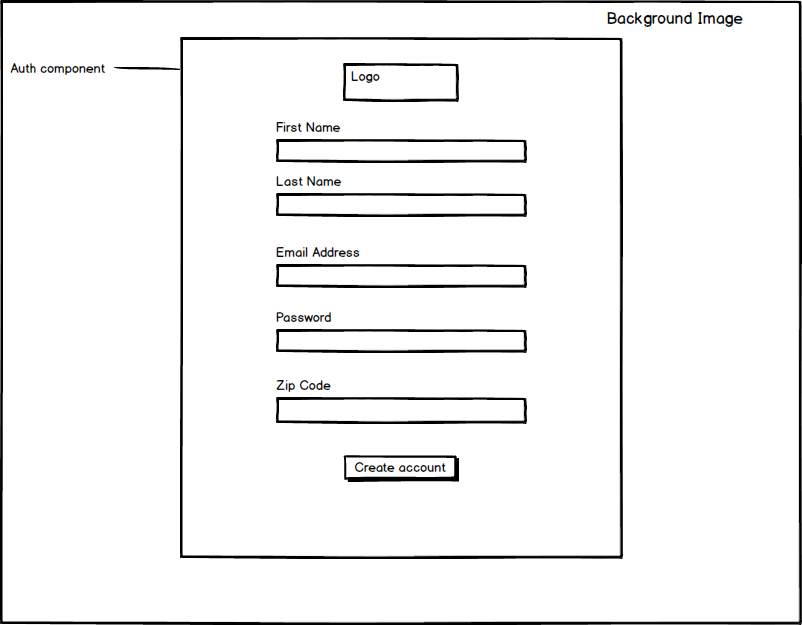 Background Image
Auth component
Logo
First Name
Last Name
Email Address
Password
Zip Code
Create account